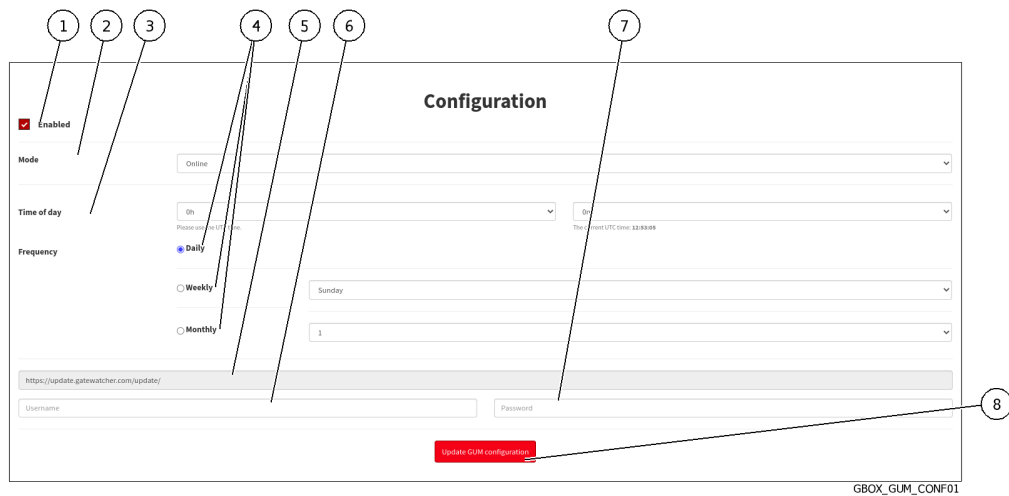 1 2 3 4 5 6 7
Configuration
Enabled
Mode Online
Time of day 0h
Please use the UTC time. The current UTC time: 12:53:05
Frequency Daily
Weekly Sunday
Monthly 1
https://update.gatewatcher.com/update/
Username Password
8
Update GUM configuration
GBOX_GUM_CONF01